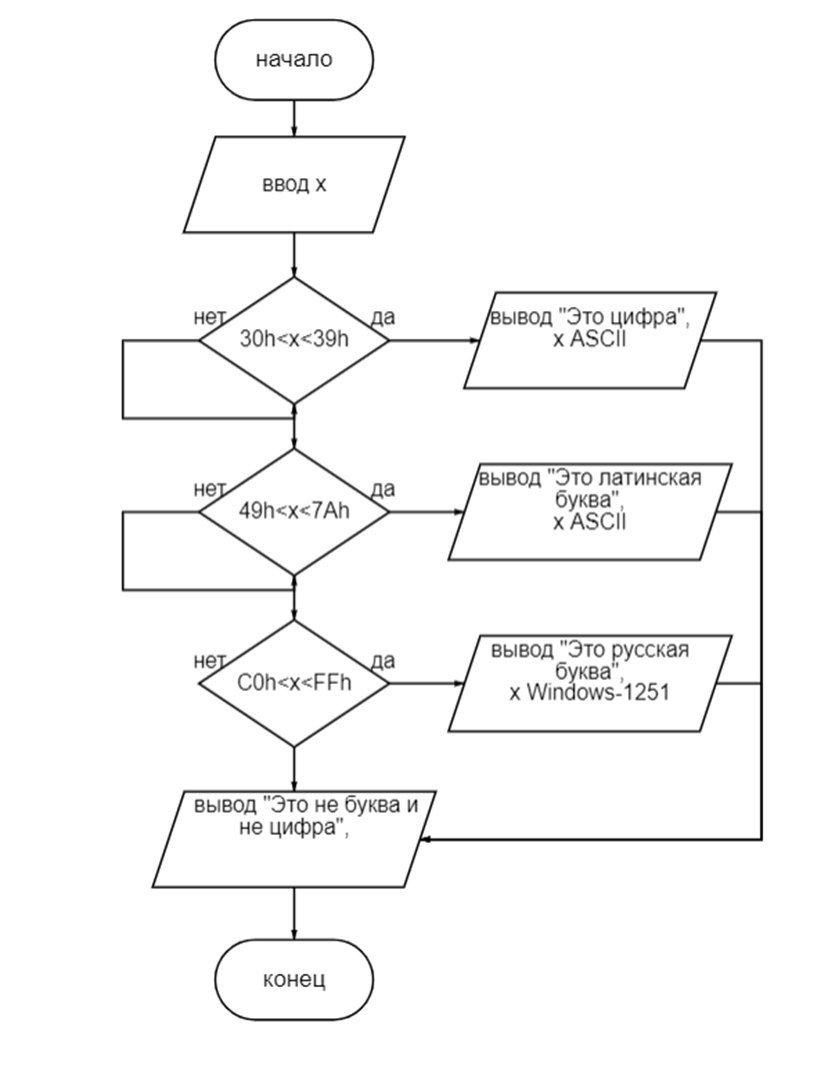 начало
ввод x
нет
да
30h<x<39h
вывод "Это цифра",
x ASCII
нет
да
49h<x<7Ah
вывод "Это латинская
буква",
x ASCII
нет
да
C0h<x<FFh
вывод "Это русская
буква",
x Windows-1251
вывод "Это не буква и
не цифра",
конец